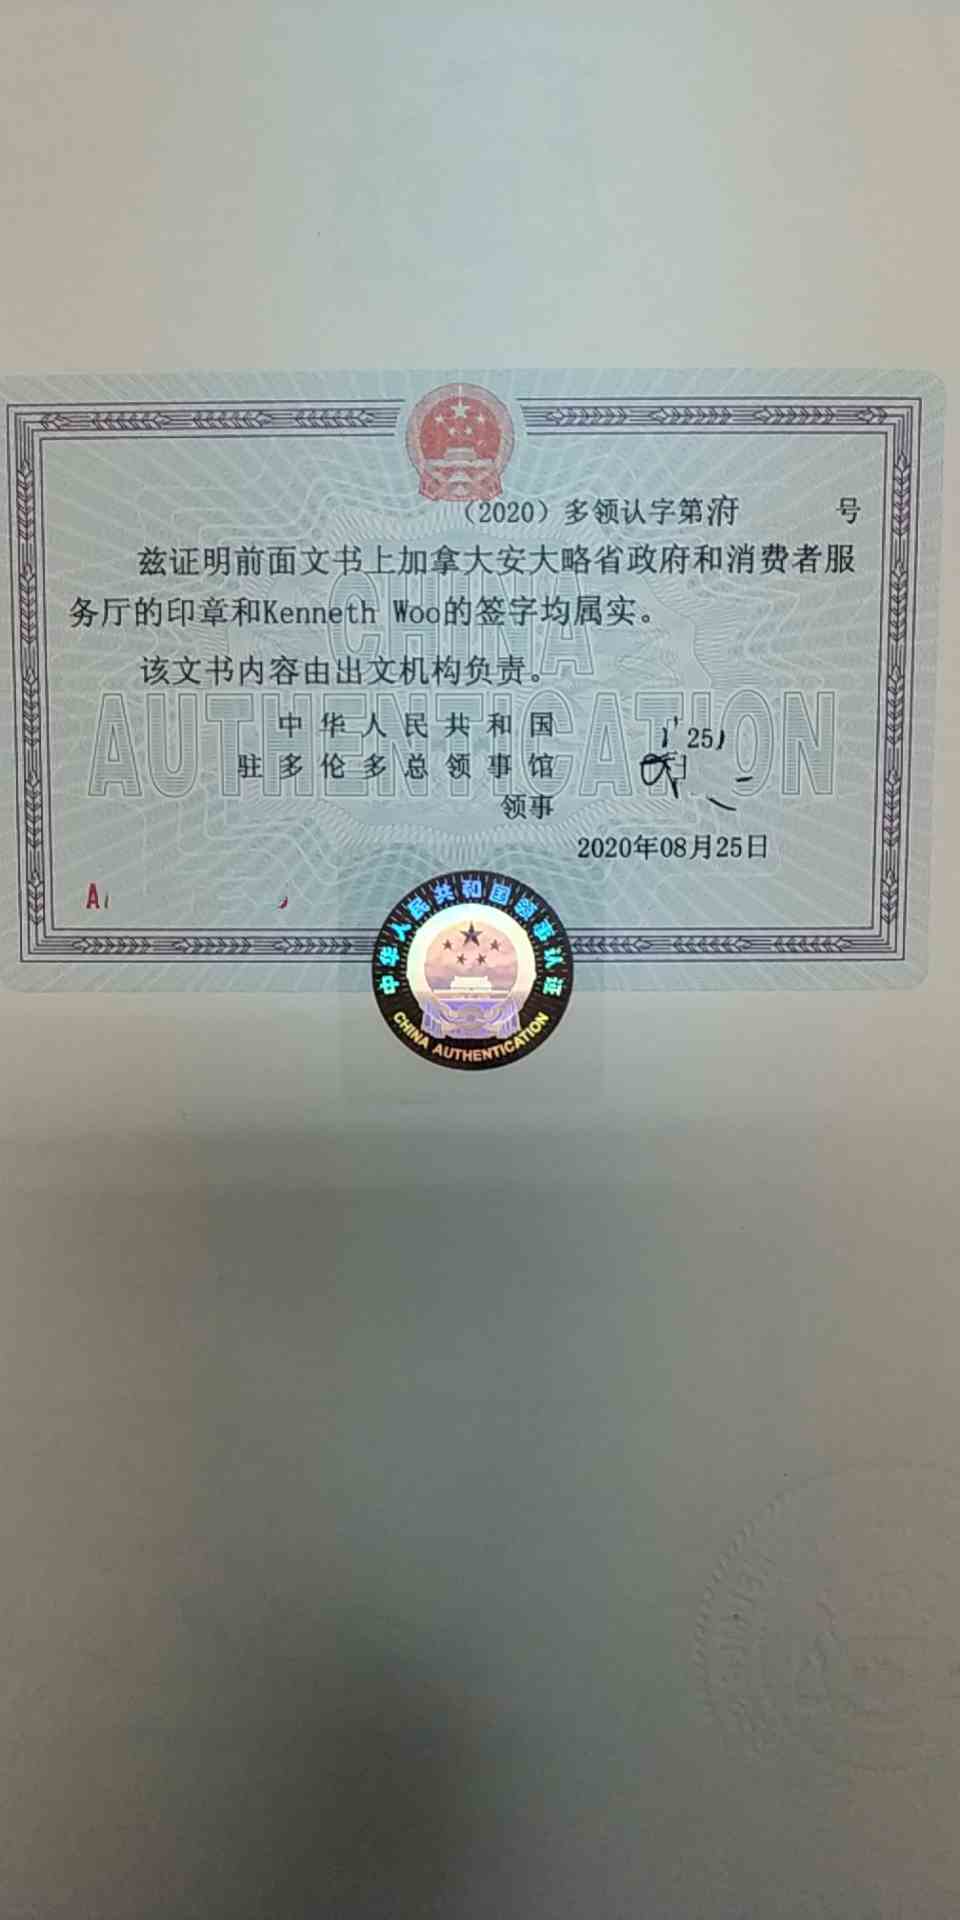 （2020）多领认字第府 号
兹证明前面文书上加拿大安大略省政府和消费者服
务厅的印章和Kenneth Woo的签字均属实。
该文书内容由出文机构负责。
CHINA
AUTHENTICATION
中华人民共和国
驻多伦多总领事馆
领事
25
2020年08月25日
A
中华人民共和国领事认证
CHINA AUTHENTICATION